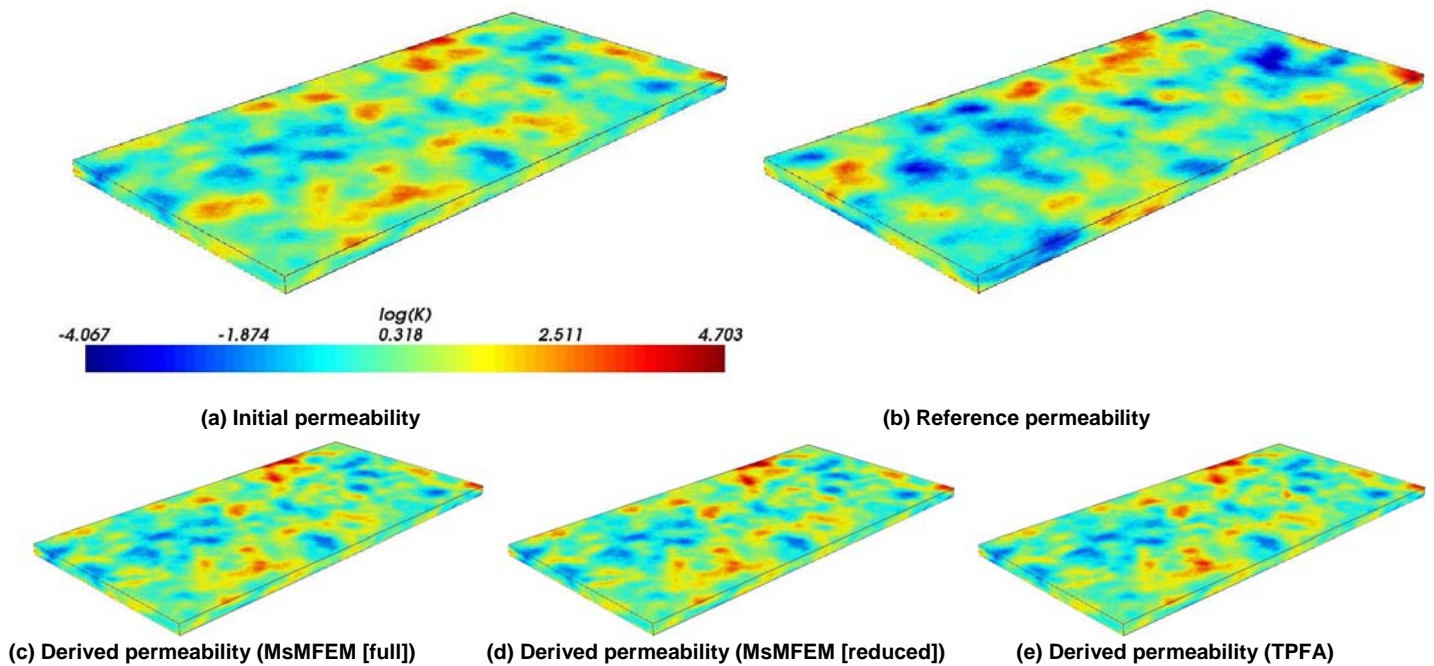 log(K)
-4.067 -1.874 0.318 2.511 4.703
(a) Initial permeability
(b) Reference permeability
(c) Derived permeability (MsMFEM [full])
(d) Derived permeability (MsMFEM [reduced])
(e) Derived permeability (TPFA)